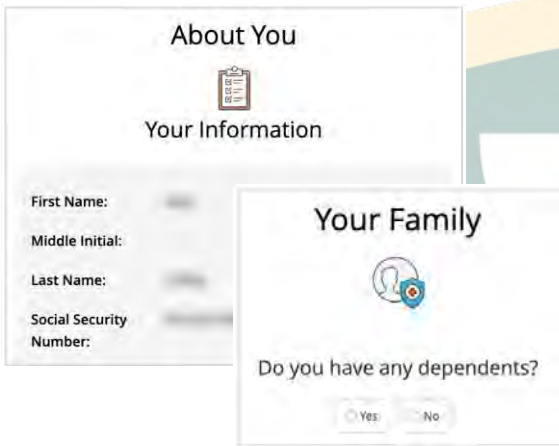 About You
Your Information
First Name:
Middle Initial:
Last Name:
Social Security
Number:
Your Family
Do you have any dependents?
Yes No